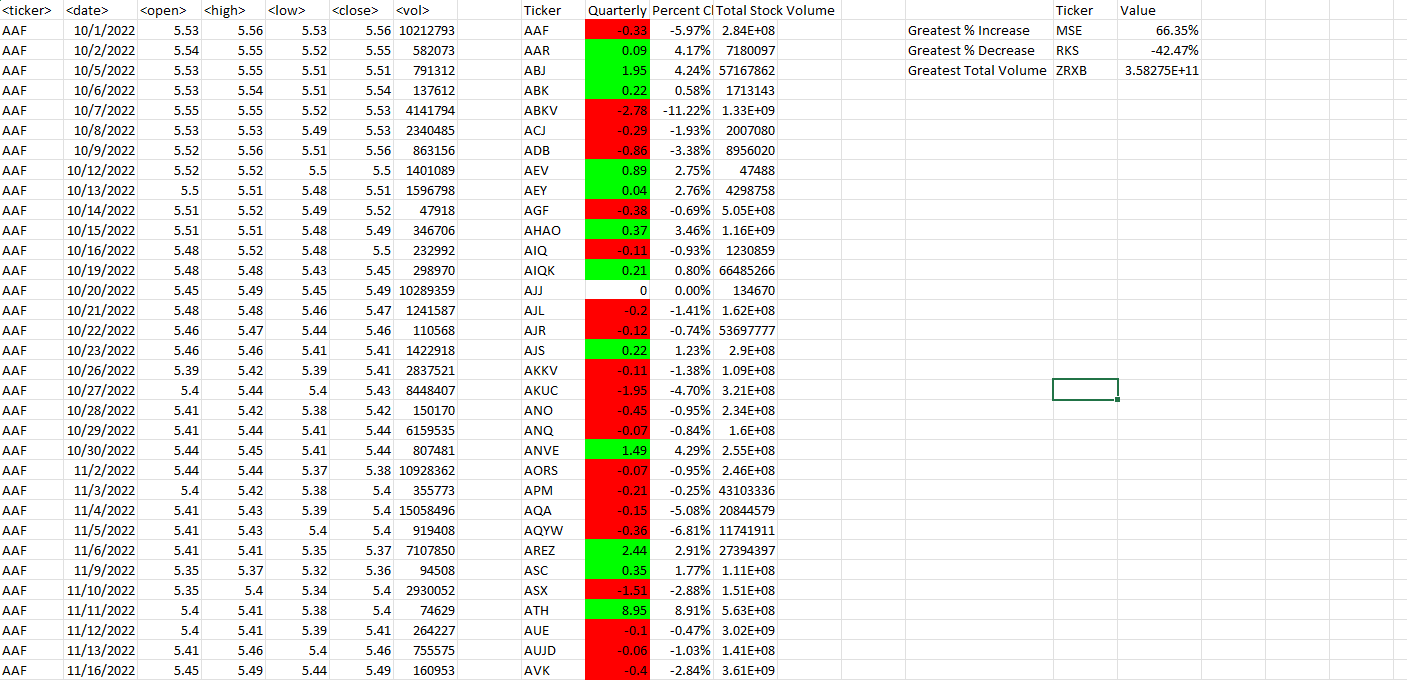 <ticker> <date> <open> <high> <low> <close> <vol> Ticker Quarterly Percent Cl Total Stock Volume Ticker Value
AAF 10/1/2022 5.53 5.56 5.53 5.56 10212793 AAF -0.33 -5.97% 2.84E+08 Greatest % Increase MSE 66.35%
AAF 10/2/2022 5.54 5.55 5.52 5.55 582073 AAR 0.09 4.17% 7180097 Greatest % Decrease RKS -42.47%
AAF 10/5/2022 5.53 5.55 5.51 5.51 791312 ABJ 1.95 4.24% 57167862 Greatest Total Volume ZRXB 3.58275E+11
AAF 10/6/2022 5.53 5.54 5.51 5.54 137612 ABK 0.22 0.58% 1713143
AAF 10/7/2022 5.55 5.55 5.52 5.53 4141794 ABKV -2.78 -11.22% 1.33E+09
AAF 10/8/2022 5.53 5.53 5.49 5.53 2340485 ACJ -0.29 -1.93% 2007080
AAF 10/9/2022 5.52 5.56 5.51 5.56 863156 ADB -0.86 -3.38% 8956020
AAF 10/12/2022 5.52 5.52 5.5 5.5 1401089 AEV 0.89 2.75% 47488
AAF 10/13/2022 5.5 5.51 5.48 5.51 1596798 AEY 0.04 2.76% 4298758
AAF 10/14/2022 5.51 5.52 5.49 5.52 47918 AGF -0.38 -0.69% 5.05E+08
AAF 10/15/2022 5.51 5.51 5.48 5.49 346706 AHAO 0.37 3.46% 1.16E+09
AAF 10/16/2022 5.48 5.52 5.48 5.5 232992 AIQ -0.11 -0.93% 1230859
AAF 10/19/2022 5.48 5.48 5.43 5.45 298970 AIQK 0.21 0.80% 66485266
AAF 10/20/2022 5.45 5.49 5.45 5.49 10289359 AJJ 0 0.00% 134670
AAF 10/21/2022 5.48 5.48 5.46 5.47 1241587 AJL -0.2 -1.41% 1.62E+08
AAF 10/22/2022 5.46 5.47 5.44 5.46 110568 AJR -0.12 -0.74% 53697777
AAF 10/23/2022 5.46 5.46 5.41 5.41 1422918 AJS 0.22 1.23% 2.9E+08
AAF 10/26/2022 5.39 5.42 5.39 5.41 2837521 AKKV -0.11 -1.38% 1.09E+08
AAF 10/27/2022 5.4 5.44 5.4 5.43 8448407 AKUC -1.95 -4.70% 3.21E+08
AAF 10/28/2022 5.41 5.42 5.38 5.42 150170 ANO -0.45 -0.95% 2.34E+08
AAF 10/29/2022 5.41 5.44 5.41 5.44 6159535 ANQ -0.07 -0.84% 1.6E+08
AAF 10/30/2022 5.44 5.45 5.41 5.44 807481 ANVE 1.49 4.29% 2.55E+08
AAF 11/2/2022 5.44 5.44 5.37 5.38 10928362 AORS -0.07 -0.95% 2.46E+08
AAF 11/3/2022 5.4 5.42 5.38 5.4 355773 APM -0.21 -0.25% 43103336
AAF 11/4/2022 5.41 5.43 5.39 5.4 15058496 AQA -0.15 -5.08% 20844579
AAF 11/5/2022 5.41 5.43 5.4 5.4 919408 AQYW -0.36 -6.81% 11741911
AAF 11/6/2022 5.41 5.41 5.35 5.37 7107850 AREZ 2.44 2.91% 27394397
AAF 11/9/2022 5.35 5.37 5.32 5.36 94508 ASC 0.35 1.77% 1.11E+08
AAF 11/10/2022 5.35 5.4 5.34 5.4 2930052 ASX -1.51 -2.88% 1.51E+08
AAF 11/11/2022 5.4 5.41 5.38 5.4 74629 ATH 8.95 8.91% 5.63E+08
AAF 11/12/2022 5.4 5.41 5.39 5.41 264227 AUE -0.1 -0.47% 3.02E+09
AAF 11/13/2022 5.41 5.46 5.4 5.46 755575 AUJD -0.06 -1.03% 1.41E+08
AAF 11/16/2022 5.45 5.49 5.44 5.49 160953 AVK -0.4 -2.84% 3.61E+09